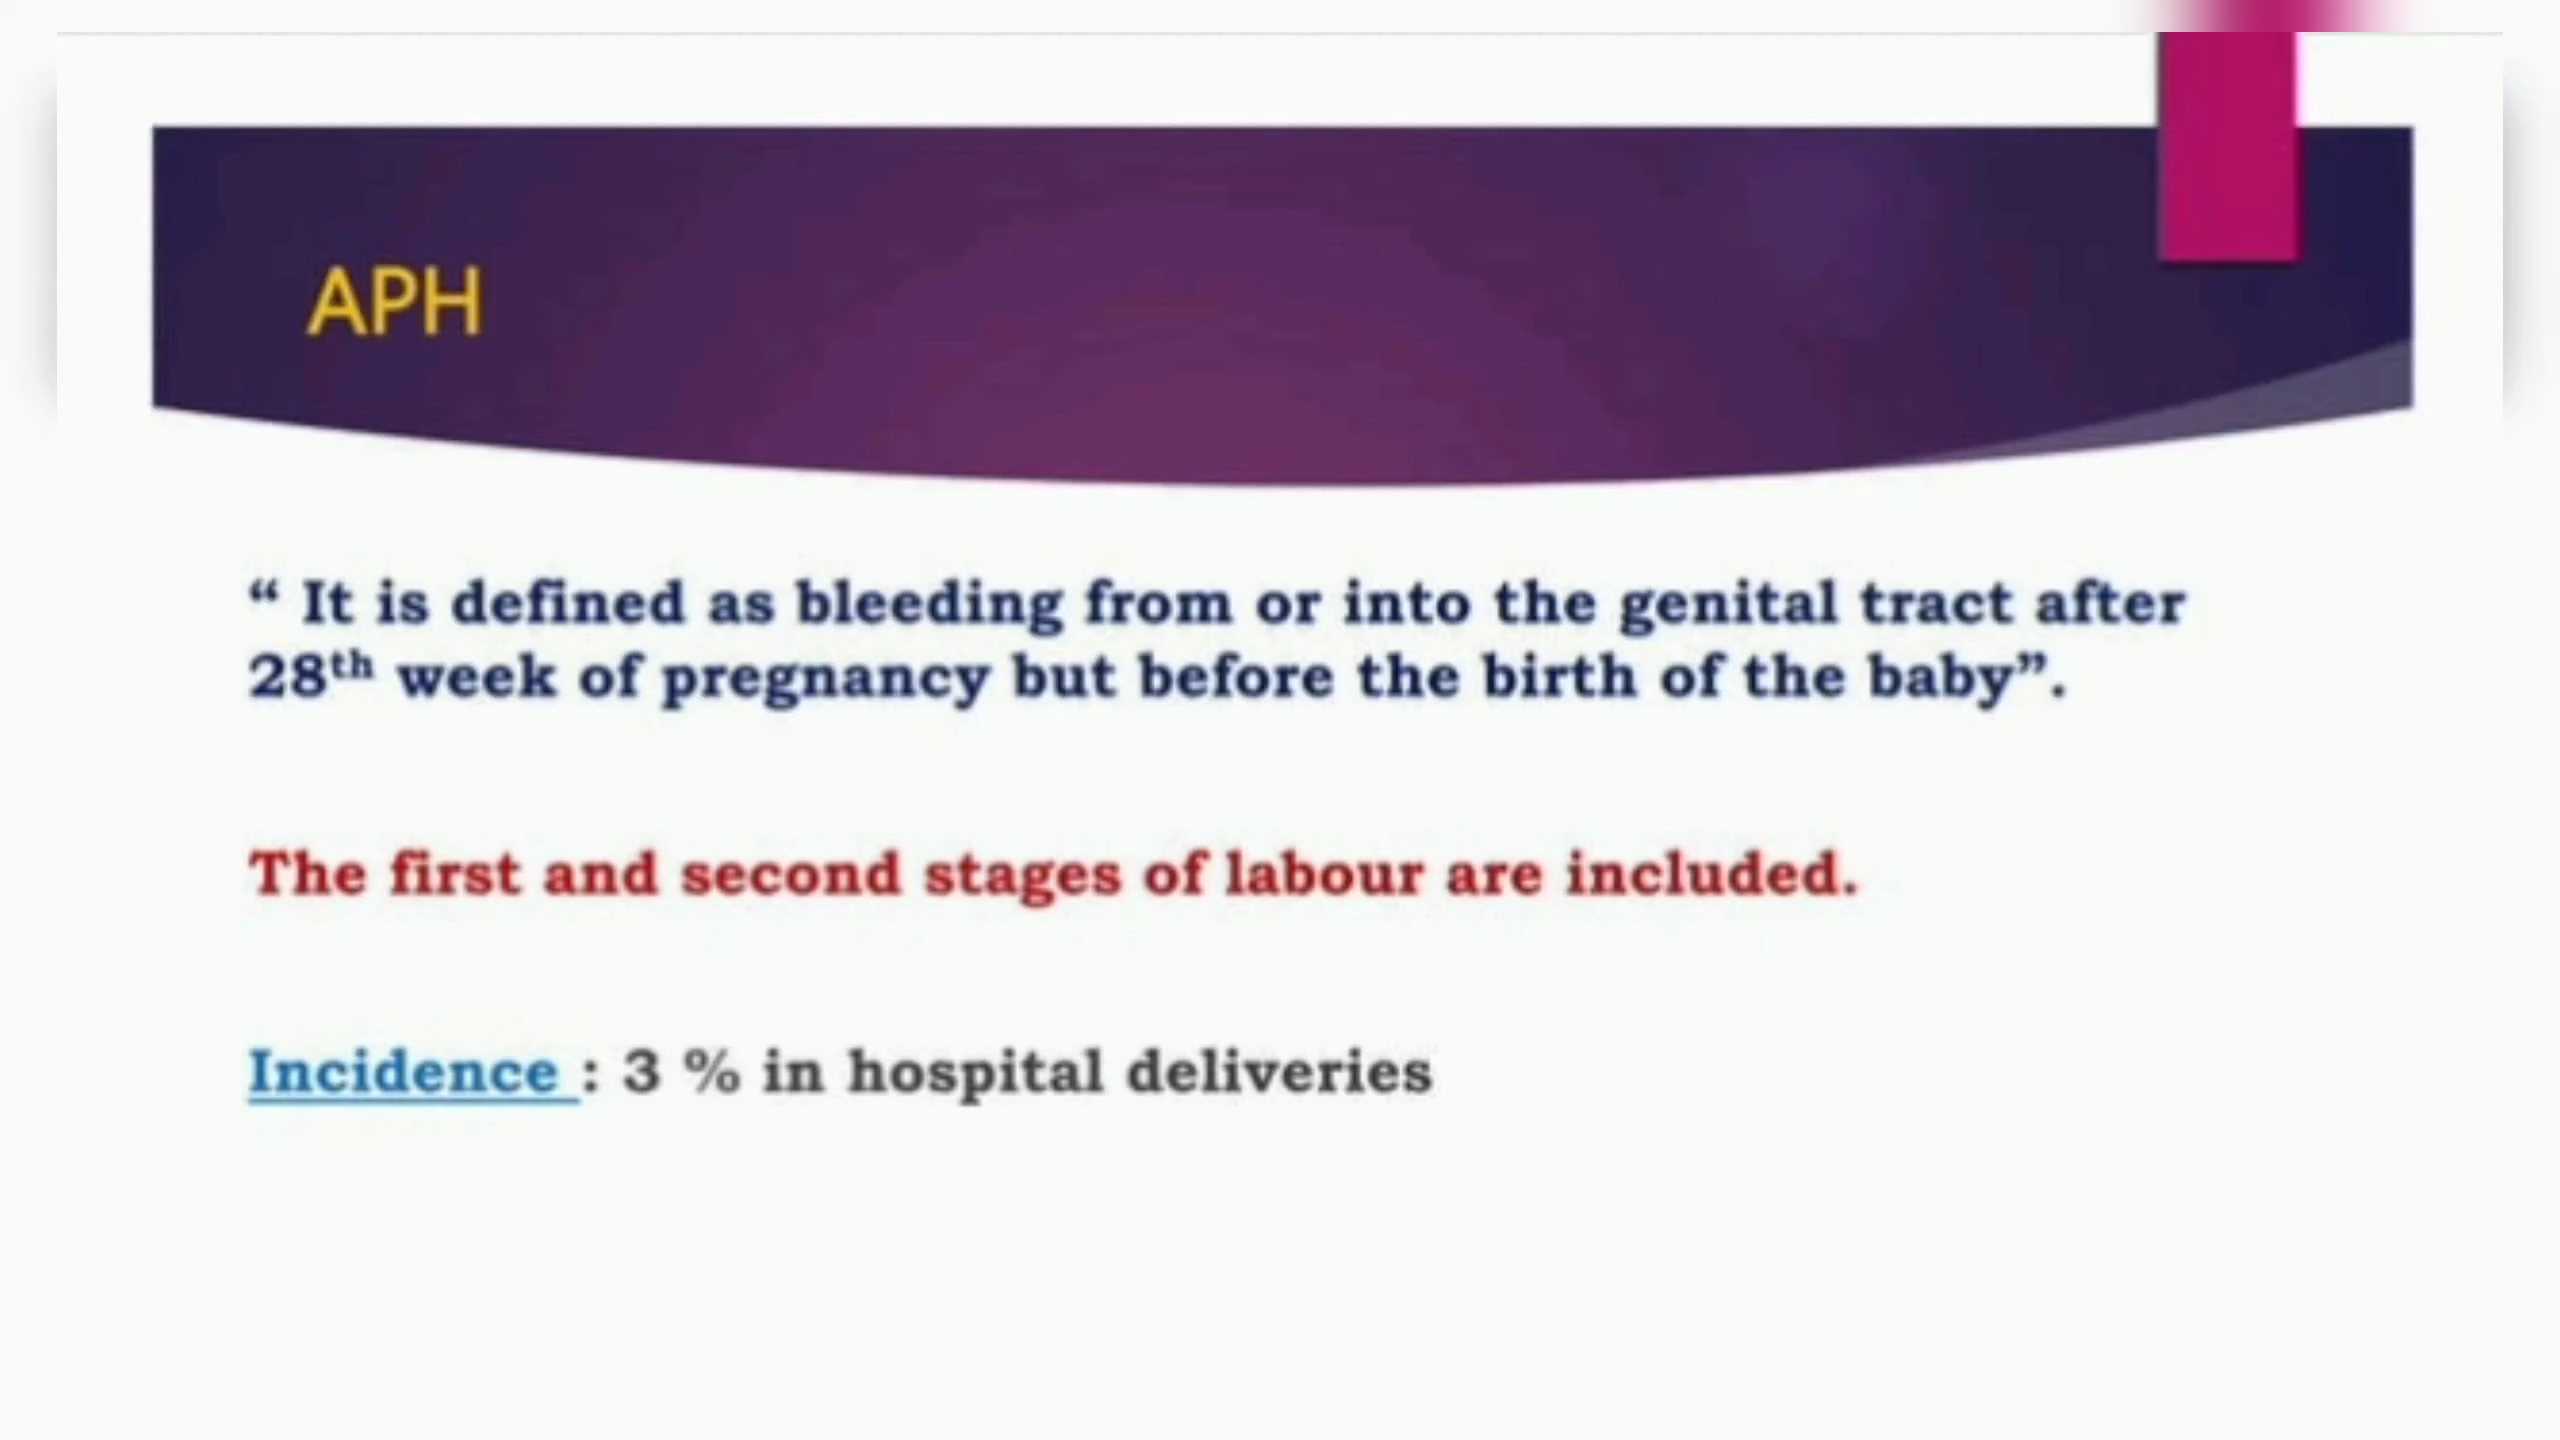 APH
“ It is defined as bleeding from or into the genital tract after
28th week of pregnancy but before the birth of the baby”.
The first and second stages of labour are included.
Incidence : 3 % in hospital deliveries